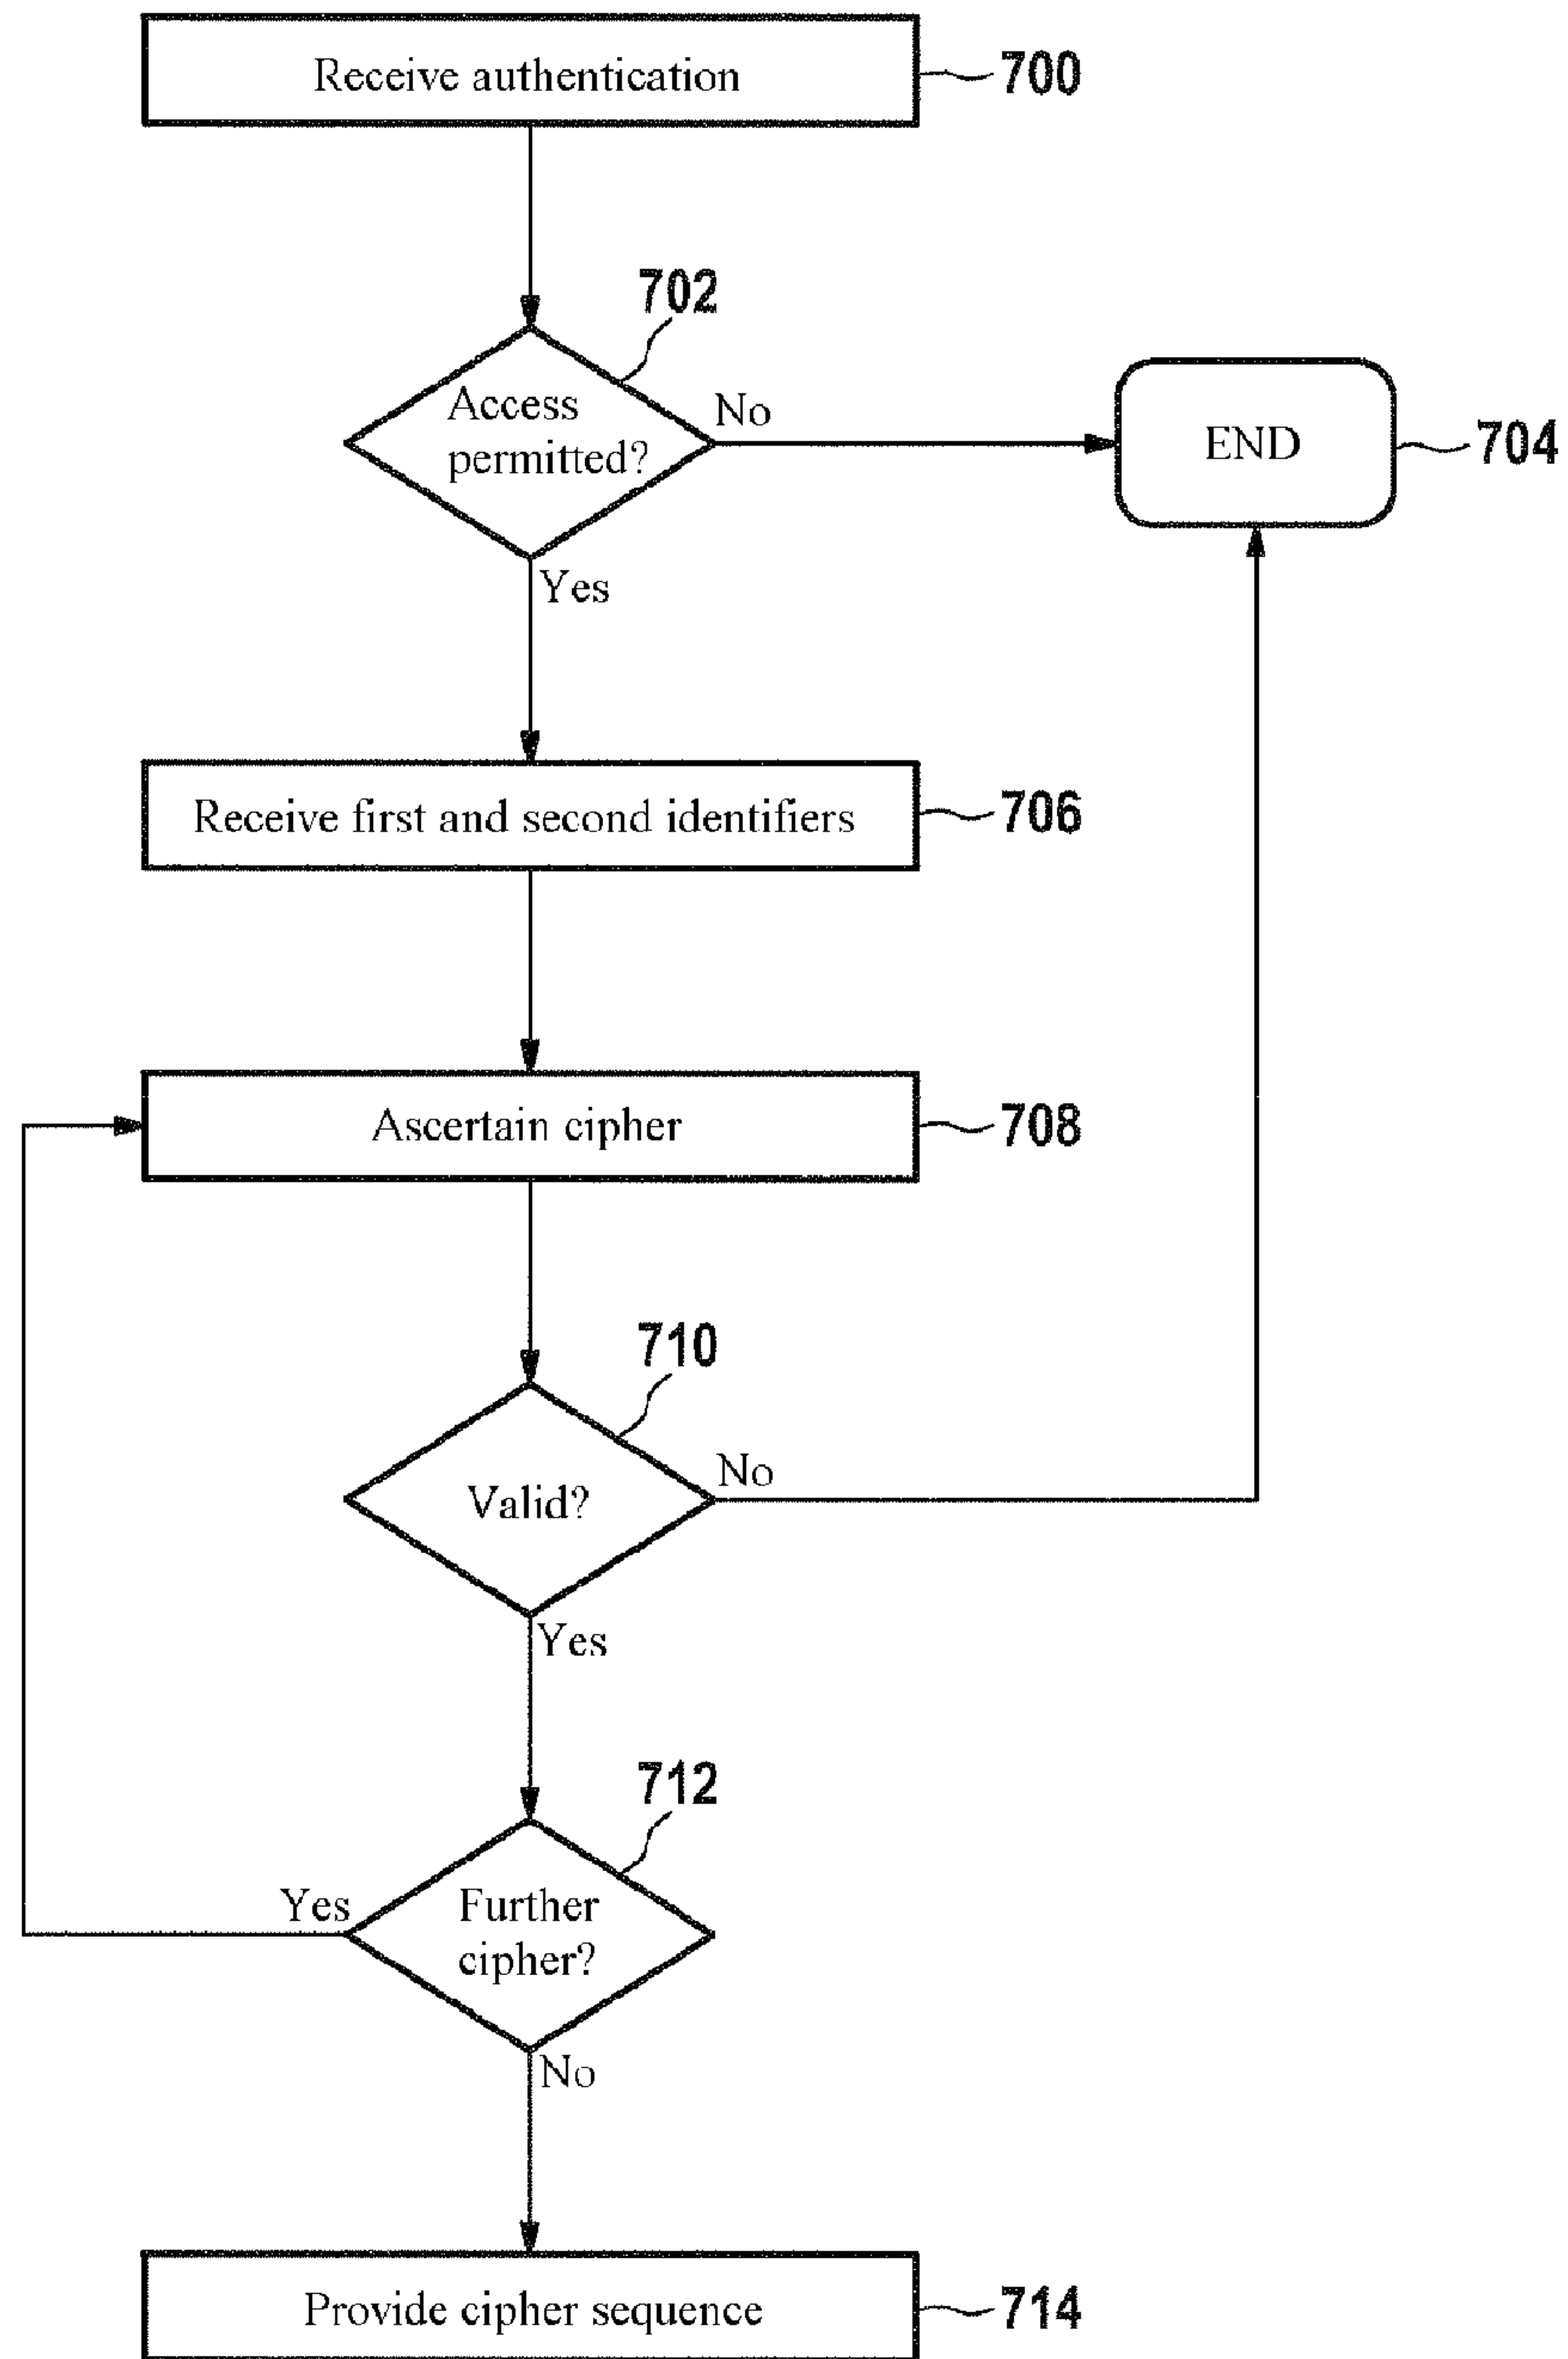 Receive authentication
700
702
Access
permitted?
No
END
704
Yes
Receive first and second identifiers
706
Ascertain cipher
708
710
Valid?
No
Yes
712
Yes
Further
cipher?
No
Provide cipher sequence
714